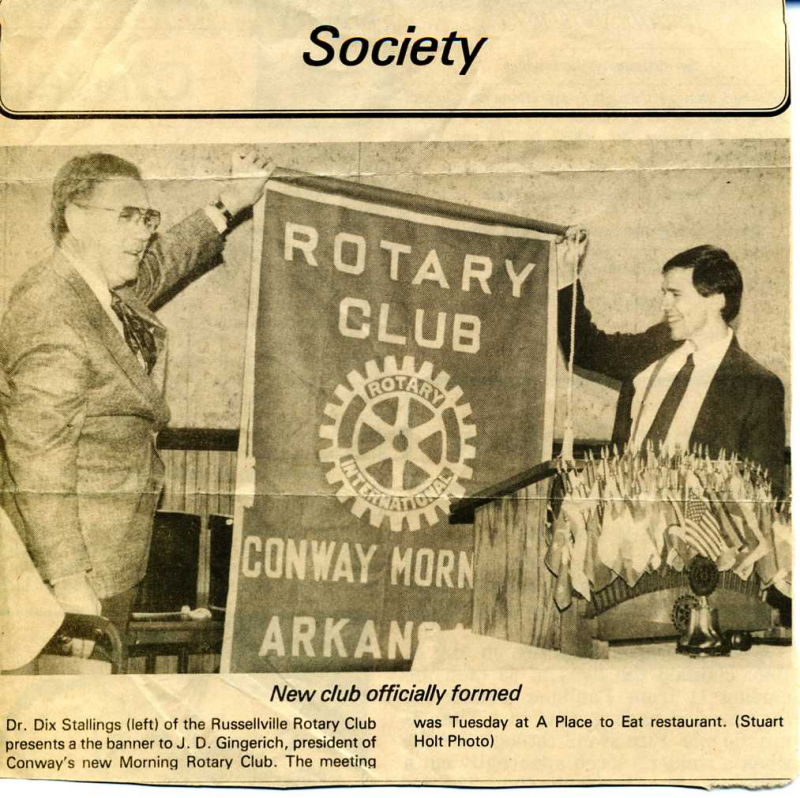 Society
ROTARY
CLUB
ROTARY
INTERNATIONAL
CONWAY MORN
ARKANSA
New club officially formed
Dr. Dix Stallings (left) of the Russellville Rotary Club
presents a the banner to J. D. Gingerich, president of
Conway's new Morning Rotary Club. The meeting
was Tuesday at A Place to Eat restaurant. (Stuart
Holt Photo)